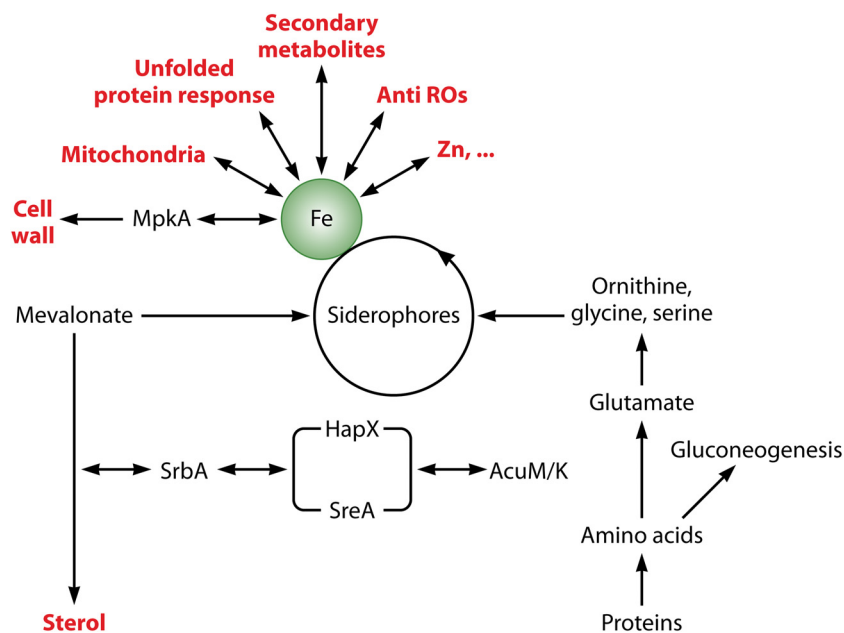 Secondary
metabolites
Unfolded
protein response
Anti ROs
Mitochondria
Zn, ...
Cell
wall
MpkA
Fe
Mevalonate
Siderophores
Ornithine,
glycine, serine
Glutamate
HapX
Gluconeogenesis
SrbA
AcuM/K
SreA
Amino acids
Sterol
Proteins